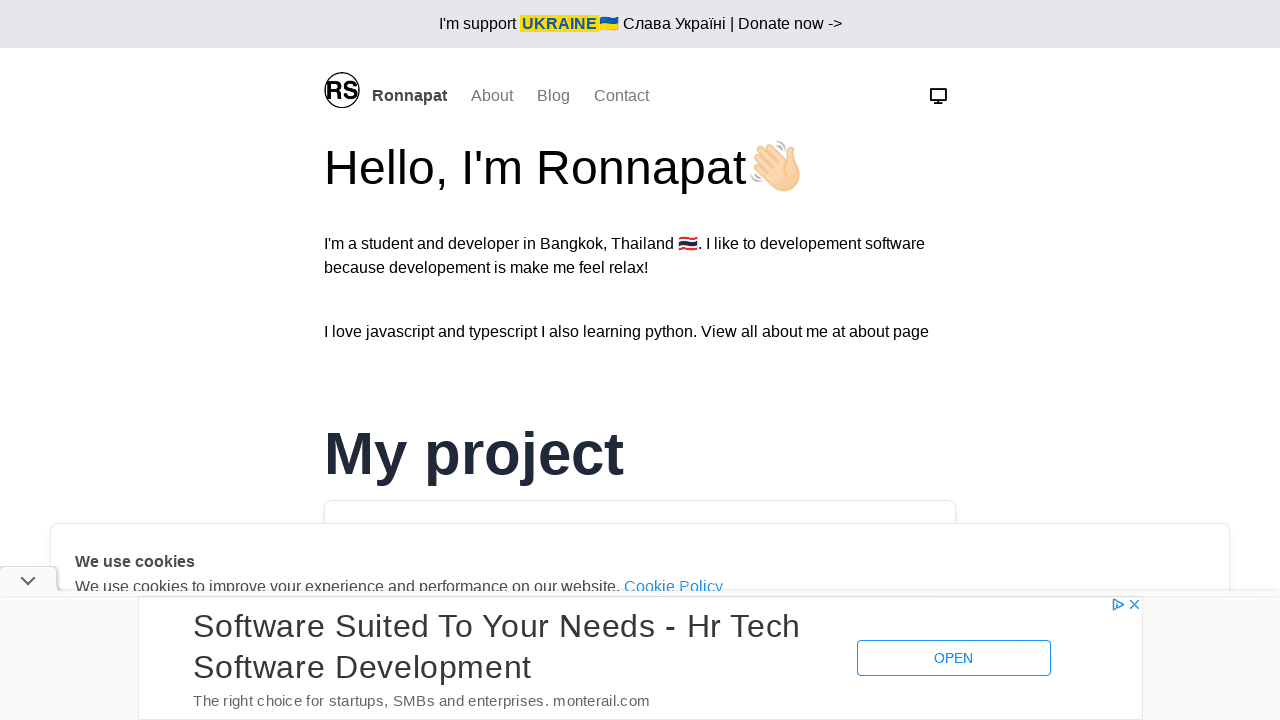 I'm support UKRAINE🇺🇦 Слава Україні | Donate now ->
RS Ronnapat About Blog Contact
Hello, I'm Ronnapat👋🏻
I'm a student and developer in Bangkok, Thailand 🇹🇭. I like to developement software
because developement is make me feel relax!
I love javascript and typescript I also learning python. View all about me at about page
My project
We use cookies
We use cookies to improve your experience and performance on our website. Cookie Policy
Software Suited To Your Needs - Hr Tech
Software Development
The right choice for startups, SMBs and enterprises. monterail.com
OPEN